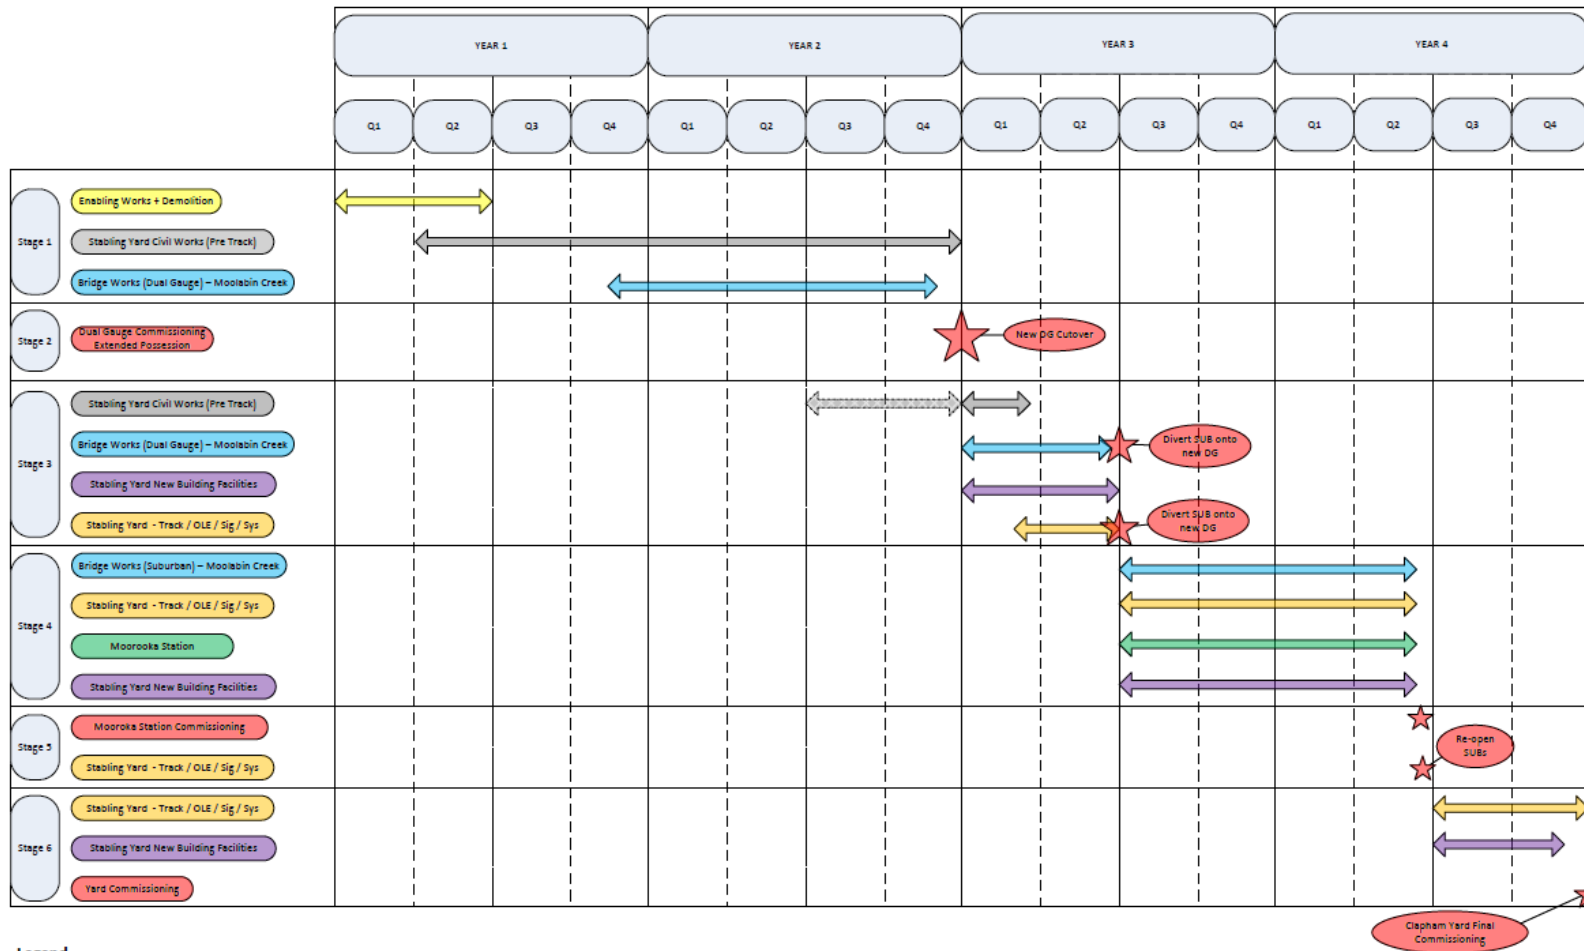 YEAR 1
YEAR 2
YEAR 3
YEAR 4
Q1
Q2
Q3
Q4
Q1
Q2
Q3
Q4
Q1
Q2
Q3
Q4
Q1
Q2
Q3
Q4
Stage 1
Enabling Works + Demolition
Stabling Yard Civil Works (Pre Track)
Bridge Works (Dual Gauge) – Moolabin Creek
Stage 2
Dual Gauge Commissioning
Extended Possession
New DG Cutover
Stage 3
Stabling Yard Civil Works (Pre Track)
Bridge Works (Dual Gauge) – Moolabin Creek
Divert SUB onto
new DG
Stabling Yard New Building Facilities
Stabling Yard - Track / OLE / Sig / Sys
Divert SUB onto
new DG
Stage 4
Bridge Works (Suburban) – Moolabin Creek
Stabling Yard - Track / OLE / Sig / Sys
Moorooka Station
Stabling Yard New Building Facilities
Stage 5
Mooroka Station Commissioning
Stabling Yard - Track / OLE / Sig / Sys
Re-open
SUBs
Stage 6
Stabling Yard - Track / OLE / Sig / Sys
Stabling Yard New Building Facilities
Yard Commissioning
Clapham Yard Final
Commissioning
Legend